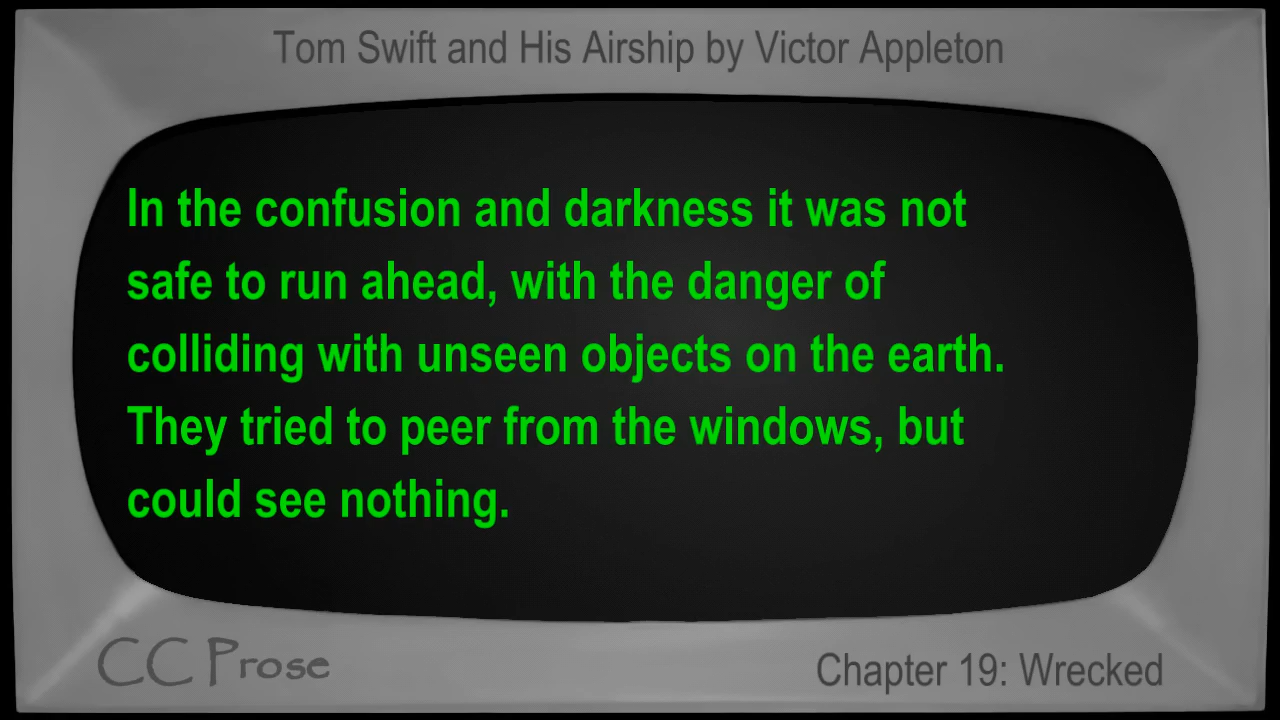 Tom Swift and His Airship by Victor Appleton
In the confusion and darkness it was not
safe to run ahead, with the danger of
colliding with unseen objects on the earth.
They tried to peer from the windows, but
could see nothing.
CC Prose
Chapter 19: Wrecked